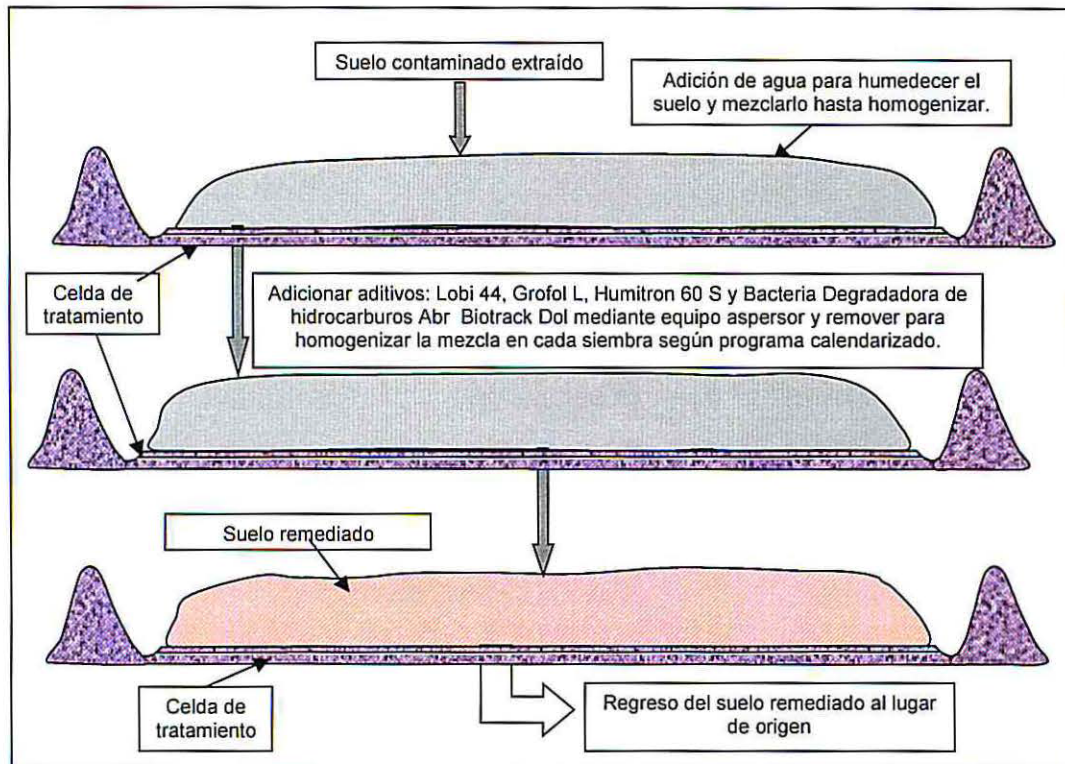 Suelo contaminado extraído
Adición de agua para humedecer el
suelo y mezclarlo hasta homogenizar.
Celda de
tratamiento
Adicionar aditivos: Lobi 44, Grofol L, Humitron 60 S y Bacteria Degradadora de
hidrocarburos Abr Biotrack Dol mediante equipo aspersor y remover para
homogenizar la mezcla en cada siembra según programa calendarizado.
Suelo remediado
Celda de
tratamiento
Regreso del suelo remediado al lugar
de origen